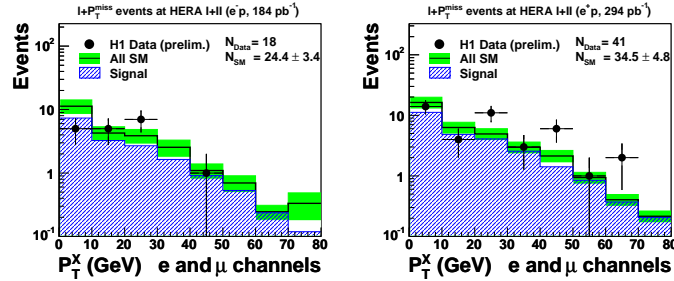 l+P_T^miss events at HERA I+II (e⁻p, 184 pb⁻¹)
Events
10²
10
1
10⁻¹
H1 Data (prelim.)
All SM
Signal
N_Data = 18
N_SM = 24.4 ± 3.4
0 10 20 30 40 50 60 70 80
P_T^X (GeV) e and μ channels
l+P_T^miss events at HERA I+II (e⁺p, 294 pb⁻¹)
Events
10²
10
1
10⁻¹
H1 Data (prelim.)
All SM
Signal
N_Data = 41
N_SM = 34.5 ± 4.8
0 10 20 30 40 50 60 70 80
P_T^X (GeV) e and μ channels